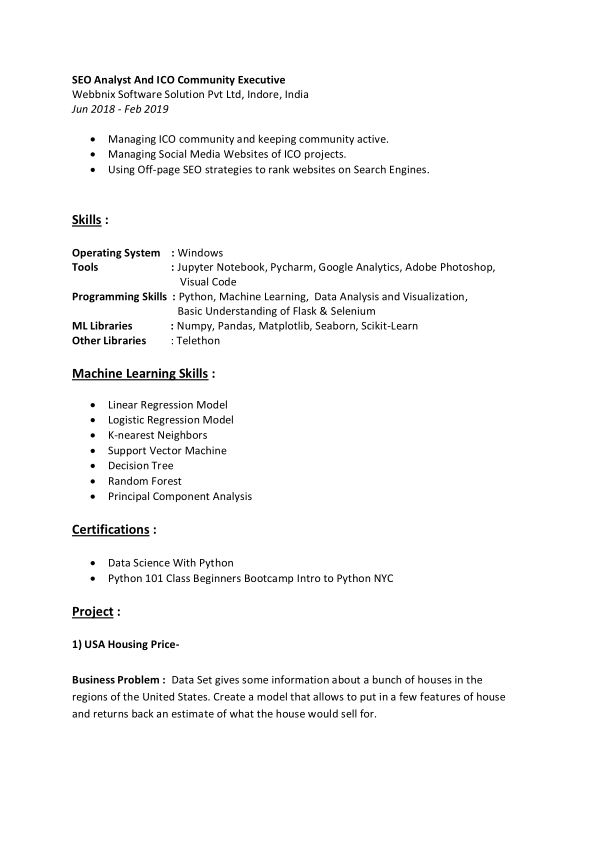 SEO Analyst And ICO Community Executive
Webbnix Software Solution Pvt Ltd, Indore, India
Jun 2018 - Feb 2019
• Managing ICO community and keeping community active.
• Managing Social Media Websites of ICO projects.
• Using Off-page SEO strategies to rank websites on Search Engines.
Skills :
Operating System : Windows
Tools : Jupyter Notebook, Pycharm, Google Analytics, Adobe Photoshop,
Visual Code
Programming Skills : Python, Machine Learning, Data Analysis and Visualization,
Basic Understanding of Flask & Selenium
ML Libraries : Numpy, Pandas, Matplotlib, Seaborn, Scikit-Learn
Other Libraries : Telethon
Machine Learning Skills :
• Linear Regression Model
• Logistic Regression Model
• K-nearest Neighbors
• Support Vector Machine
• Decision Tree
• Random Forest
• Principal Component Analysis
Certifications :
• Data Science With Python
• Python 101 Class Beginners Bootcamp Intro to Python NYC
Project :
1) USA Housing Price-
Business Problem : Data Set gives some information about a bunch of houses in the
regions of the United States. Create a model that allows to put in a few features of house
and returns back an estimate of what the house would sell for.